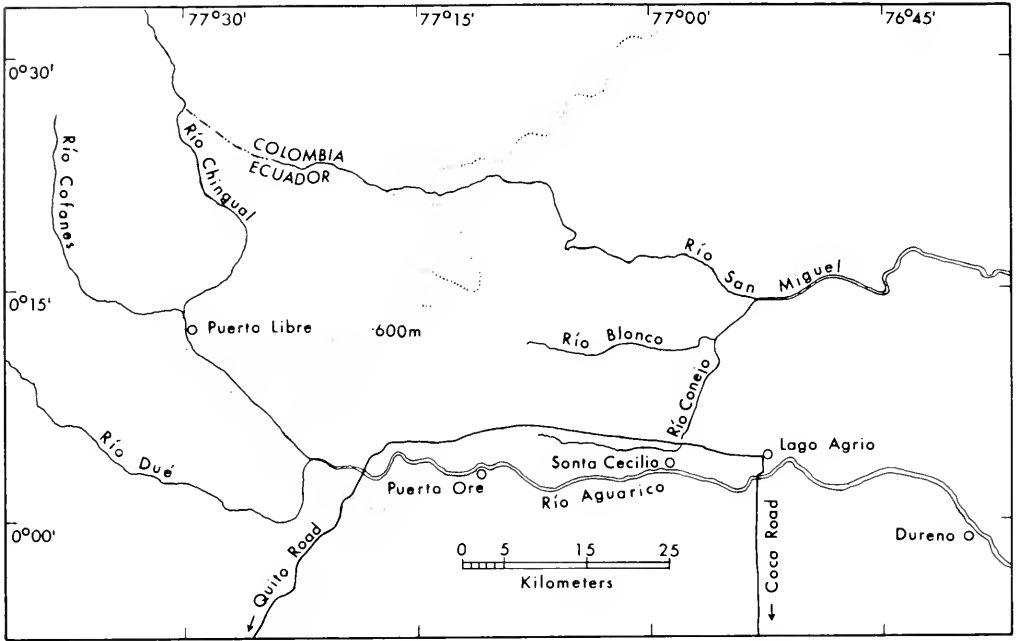 77°30'
77°15'
77°00'
76°45'
0°30'
Río Cofanes
Río Chingual
COLOMBIA
ECUADOR
Río San Miguel
0°15'
Puerto Libre
600m
Río Blonco
Río Conejo
Río Dué
Lago Agrio
Sonta Cecilia
Puerto Ore
Río Aguarico
0°00'
Quito Road
0 5 15 25
Kilometers
Coca Road
Dureno